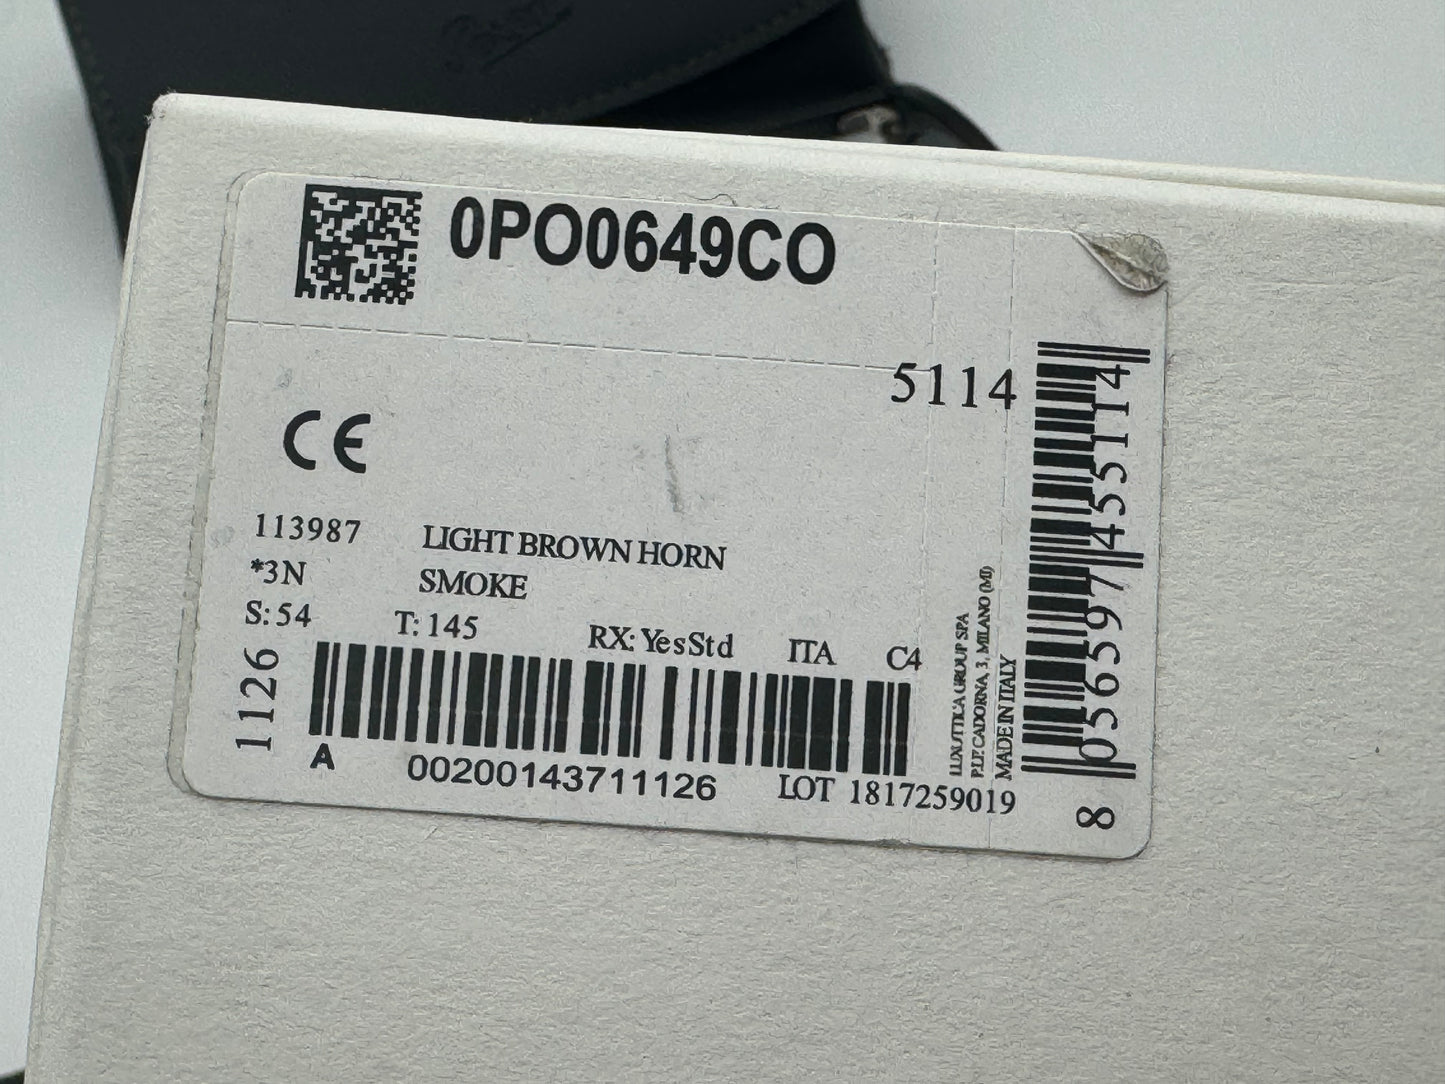 0PO0649CO
5114
CE
113987 LIGHT BROWN HORN
*3N SMOKE
S: 54 T: 145 RX: YesStd ITA C4
1126
A 00200143711126 LOT 1817259019
LUXOTTICA GROUP SPA
P.LE CADORNA, 3, MILANO (MI)
MADE IN ITALY
8 056597 455114